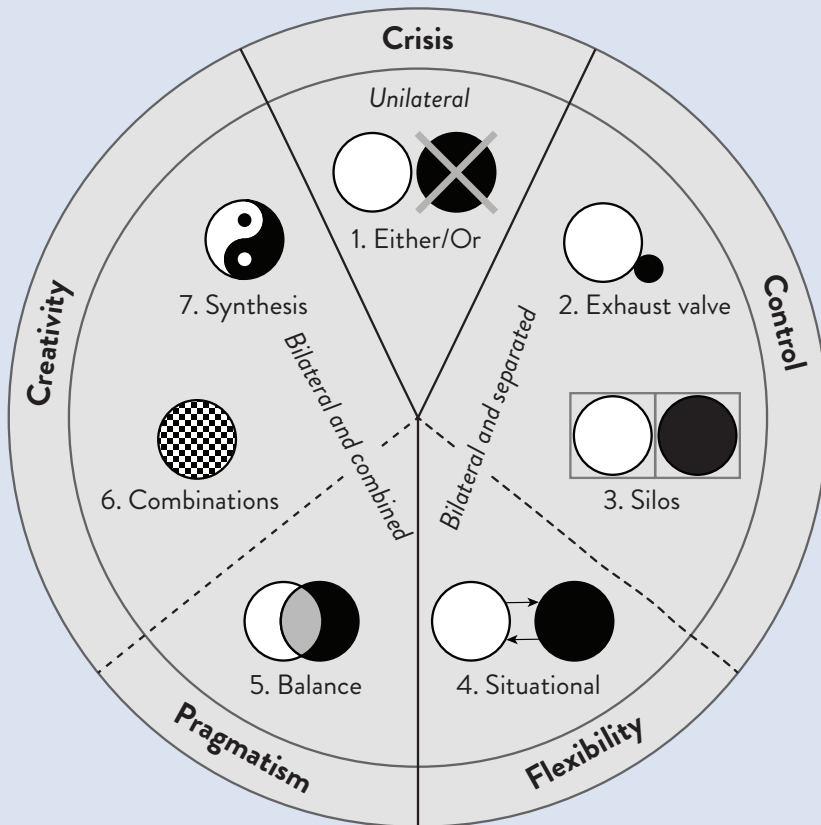 Crisis
Unilateral
1. Either/Or
2. Exhaust valve
Control
3. Silos
Bilateral and separated
4. Situational
Flexibility
5. Balance
Pragmatism
6. Combinations
Bilateral and combined
7. Synthesis
Creativity